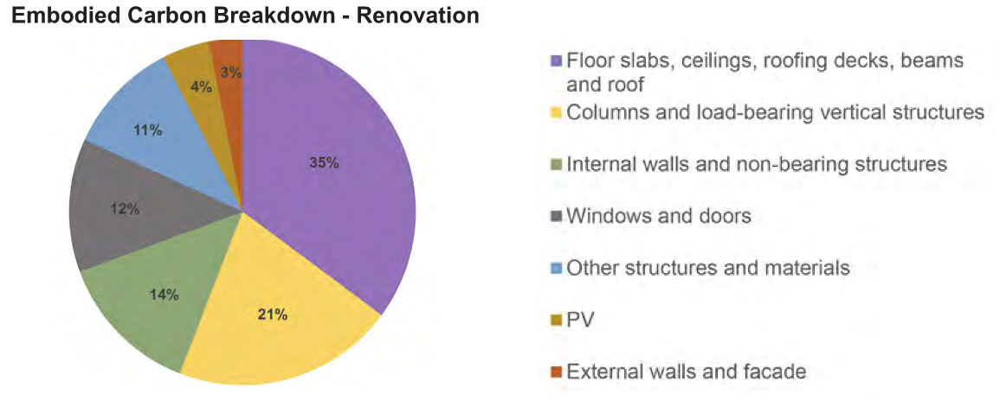 Embodied Carbon Breakdown - Renovation
3%
4%
11%
35%
12%
14%
21%
Floor slabs, ceilings, roofing decks, beams
and roof
Columns and load-bearing vertical structures
Internal walls and non-bearing structures
Windows and doors
Other structures and materials
PV
External walls and facade